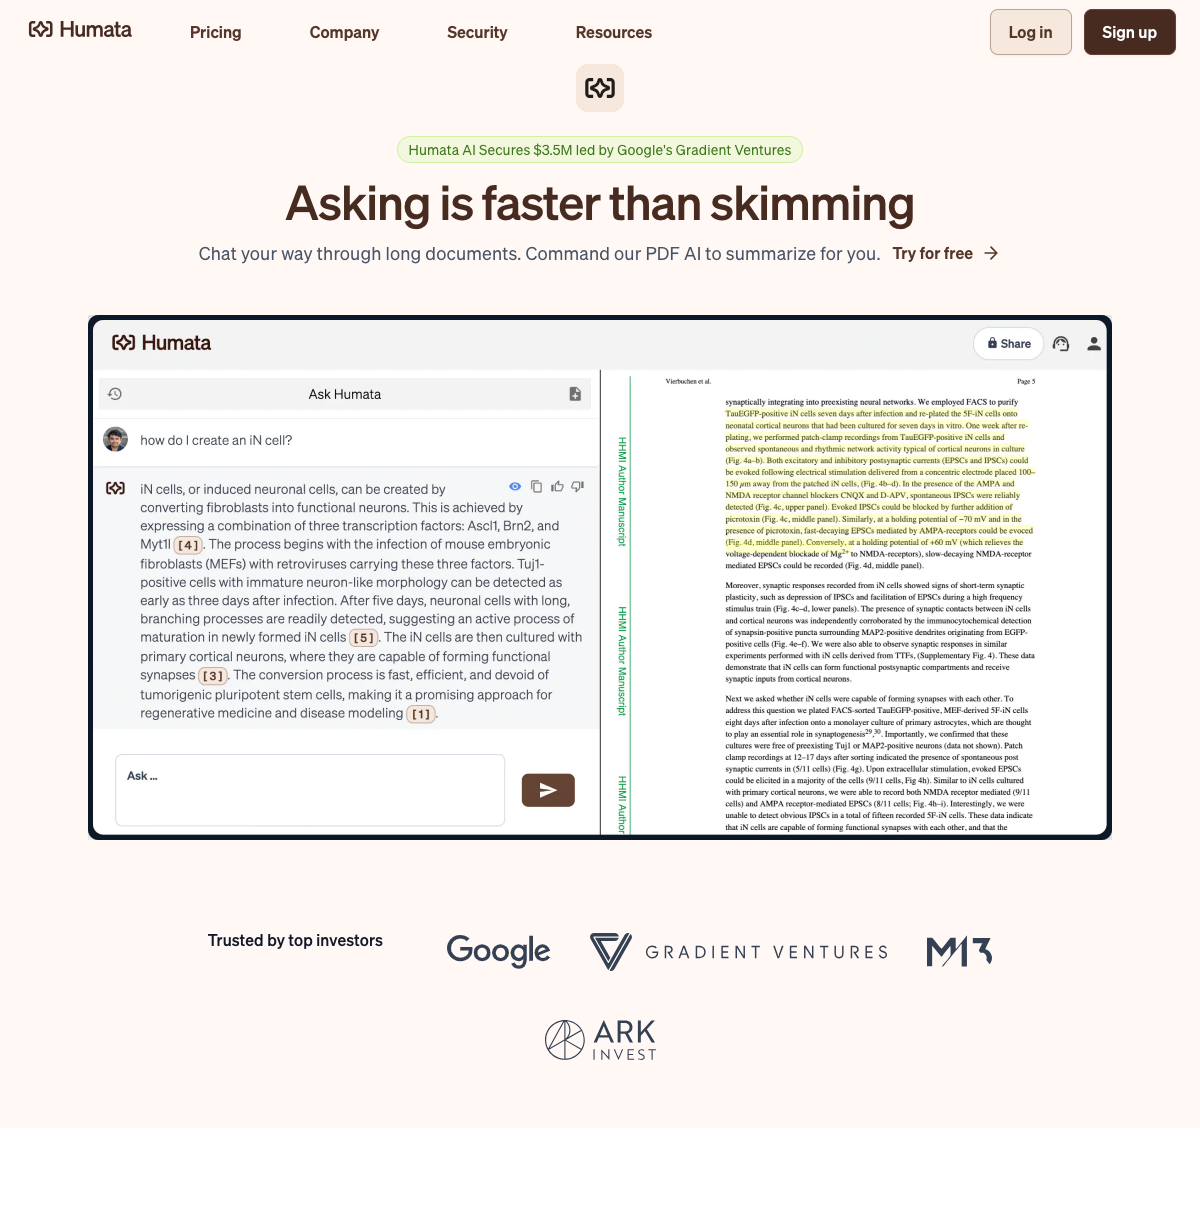 Humata
Pricing
Company
Security
Resources
Log in
Sign up
Humata AI Secures $3.5M led by Google's Gradient Ventures
Asking is faster than skimming
Chat your way through long documents. Command our PDF AI to summarize for you.
Try for free
Humata
Share
Ask Humata
how do I create an iN cell?
iN cells, or induced neuronal cells, can be created by
converting fibroblasts into functional neurons. This is achieved by
expressing a combination of three transcription factors: Ascl1, Brn2, and
Myt1l [4]. The process begins with the infection of mouse embryonic
fibroblasts (MEFs) with retroviruses carrying these three factors. Tuj1-
positive cells with immature neuron-like morphology can be detected as
early as three days after infection. After five days, neuronal cells with long,
branching processes are readily detected, suggesting an active process of
maturation in newly formed iN cells [5]. The iN cells are then cultured with
primary cortical neurons, where they are capable of forming functional
synapses [3]. The conversion process is fast, efficient, and devoid of
tumorigenic pluripotent stem cells, making it a promising approach for
regenerative medicine and disease modeling [1].
Ask ...
Vierbuchen et al.
Page 5
HHMI Author Manuscript
HHMI Author Manuscript
HHMI Author
synaptically integrating into preexisting neural networks. We employed FACS to purify
TauEGFP-positive iN cells seven days after infection and re-plated the 5F-iN cells onto
neonatal cortical neurons that had been cultured for seven days in vitro. One week after re-
plating, we performed patch-clamp recordings from TauEGFP-positive iN cells and
observed spontaneous and rhythmic network activity typical of cortical neurons in culture
(Fig. 4a–b). Both excitatory and inhibitory postsynaptic currents (EPSCs and IPSCs) could
be evoked following electrical stimulation delivered from a concentric electrode placed 100–
150 μm away from the patched iN cells, (Fig. 4b–d). In the presence of the AMPA and
NMDA receptor channel blockers CNQX and D-APV, spontaneous IPSCs were reliably
detected (Fig. 4c, upper panel). Evoked IPSCs could be blocked by further addition of
picrotoxin (Fig. 4c, middle panel). Similarly, at a holding potential of −70 mV and in the
presence of picrotoxin, fast-decaying EPSCs mediated by AMPA-receptors could be evoced
(Fig. 4d, middle panel). Conversely, at a holding potential of +60 mV (which relieves the
voltage-dependent blockade of Mg2+ to NMDA-receptors), slow-decaying NMDA-receptor
mediated EPSCs could be recorded (Fig. 4d, middle panel).
Moreover, synaptic responses recorded from iN cells showed signs of short-term synaptic
plasticity, such as depression of IPSCs and facilitation of EPSCs during a high frequency
stimulus train (Fig. 4c–d, lower panels). The presence of synaptic contacts between iN cells
and cortical neurons was independently corroborated by the immunocytochemical detection
of synapsin-positive puncta surrounding MAP2-positive dendrites originating from EGFP-
positive cells (Fig. 4e–f). We were also able to observe synaptic responses in similar
experiments performed with iN cells derived from TTFs, (Supplementary Fig. 4). These data
demonstrate that iN cells can form functional postsynaptic compartments and receive
synaptic inputs from cortical neurons.
Next we asked whether iN cells were capable of forming synapses with each other. To
address this question we plated FACS-sorted TauEGFP-positive, MEF-derived 5F-iN cells
eight days after infection onto a monolayer culture of primary astrocytes, which are thought
to play an essential role in synaptogenesis29,30. Importantly, we confirmed that these
cultures were free of preexisting Tuj1 or MAP2-positive neurons (data not shown). Patch
clamp recordings at 12–17 days after sorting indicated the presence of spontaneous post
synaptic currents in (5/11 cells) (Fig. 4g). Upon extracellular stimulation, evoked EPSCs
could be elicited in a majority of the cells (9/11 cells, Fig 4h). Similar to iN cells cultured
with primary cortical neurons, we were able to record both NMDA receptor mediated (9/11
cells) and AMPA receptor-mediated EPSCs (8/11 cells; Fig. 4h–i). Interestingly, we were
unable to detect obvious IPSCs in a total of fifteen recorded 5F-iN cells. These data indicate
that iN cells are capable of forming functional synapses with each other, and that the
Trusted by top investors
Google
GRADIENT VENTURES
M13
ARK
INVEST